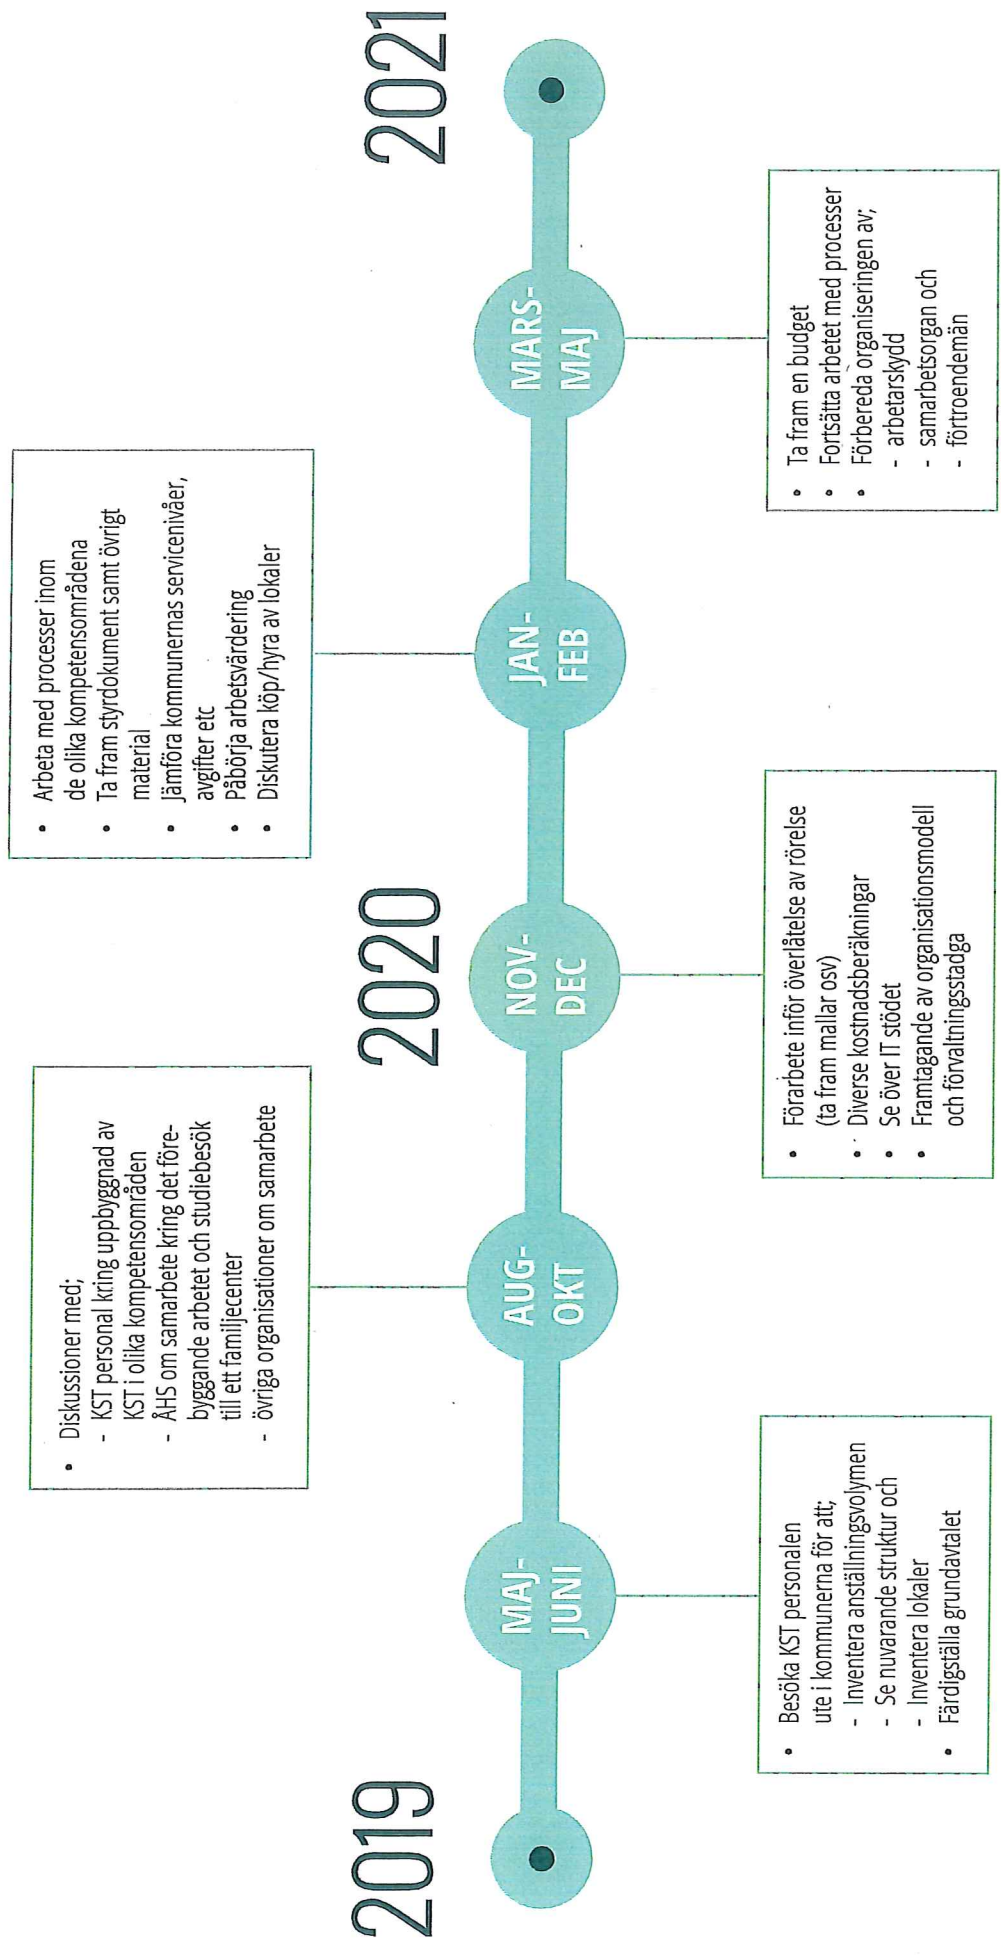 2019
2020
2021
MAJ-
JUNI
AUG-
OKT
NOV-
DEC
JAN-
FEB
MARS-
MAJ
• Diskussioner med;
- KST personal kring uppbyggnad av
KST i olika kompetensområden
- ÅHS om samarbete kring det före-
byggande arbetet och studiebesök
till ett familjecenter
- övriga organisationer om samarbete
• Arbeta med processer inom
de olika kompetensområdena
• Ta fram styrdokument samt övrigt
material
• Jämföra kommunernas servicenivåer,
avgifter etc
• Påbörja arbetsvärdering
• Diskutera köp/hyra av lokaler
• Besöka KST personalen
ute i kommunerna för att;
- Inventera anställningsvolymen
- Se nuvarande struktur och
- Inventera lokaler
• Färdigställa grundavtalet
• Förarbete inför överlåtelse av rörelse
(ta fram mallar osv)
• Diverse kostnadsberäkningar
• Se över IT stödet
• Framtagande av organisationsmodell
och förvaltningsstadga
• Ta fram en budget
• Fortsätta arbetet med processer
• Förbereda organiseringen av;
- arbetarskydd
- samarbetsorgan och
- förtroendemän